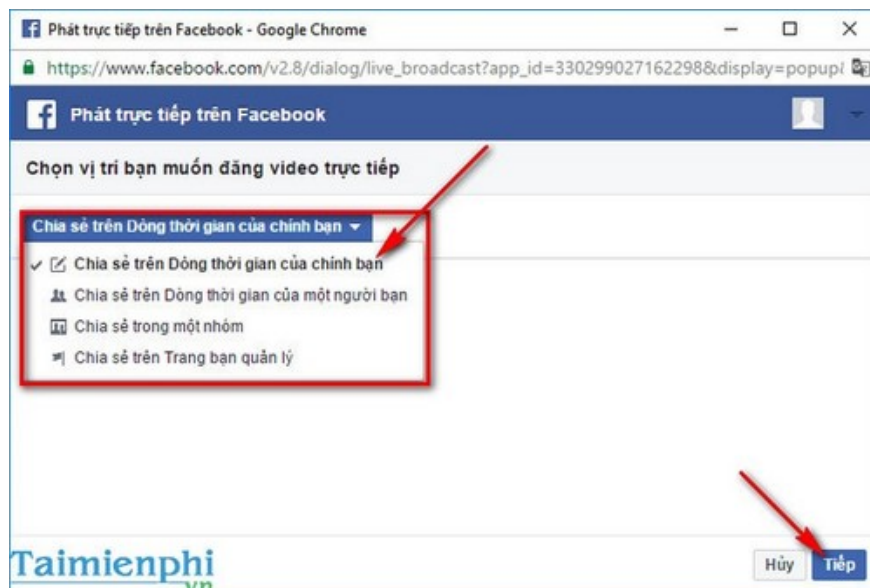 Phát trực tiếp trên Facebook - Google Chrome
https://www.facebook.com/v2.8/dialog/live_broadcast?app_id=330299027162298&display=popup&
Phát trực tiếp trên Facebook
Chọn vị trí bạn muốn đăng video trực tiếp
Chia sẻ trên Dòng thời gian của chính bạn
Chia sẻ trên Dòng thời gian của chính bạn
Chia sẻ trên Dòng thời gian của một người bạn
Chia sẻ trong một nhóm
Chia sẻ trên Trang bạn quản lý
Hủy Tiếp
Taimienphi
.vn